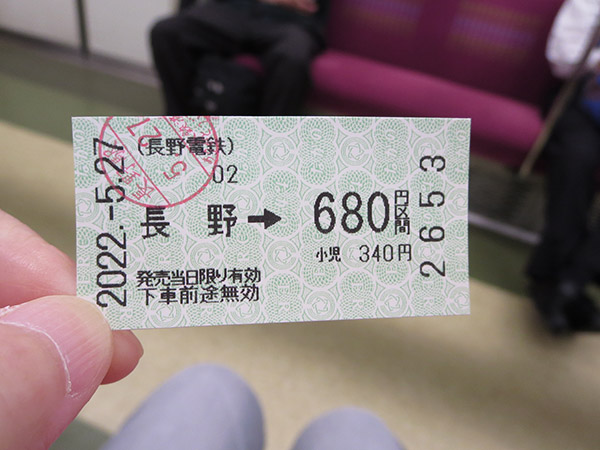 (長野電鉄)
02
長野→680円区間
小児 340円
発売当日限り有効
下車前途無効
2022.-5.27
2653